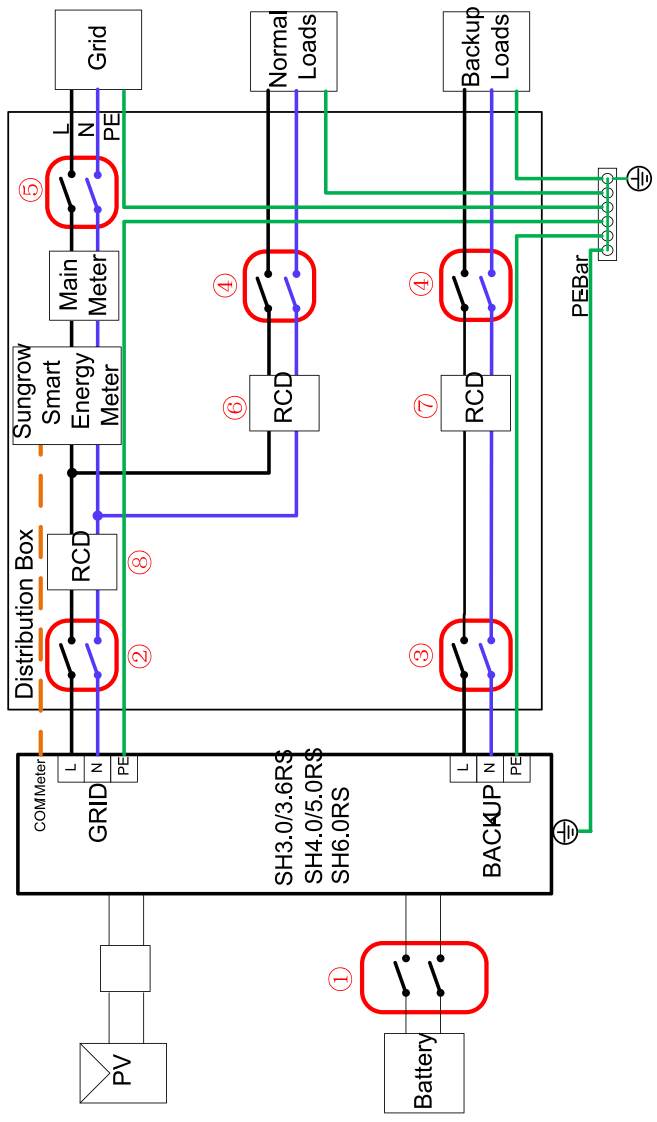 Grid
Normal
Loads
Backup
Loads
L
N
PE
⑤
Main
Meter
④
④
PE-Bar
Sungrow
Smart
Energy
Meter
⑥
RCD
⑦
RCD
Distribution Box
RCD
⑧
②
③
COM/Meter
L
N
PE
GRID
SH3.0/3.6RS
SH4.0/5.0RS
SH6.0RS
L
N
PE
BACK-UP
①
PV
Battery